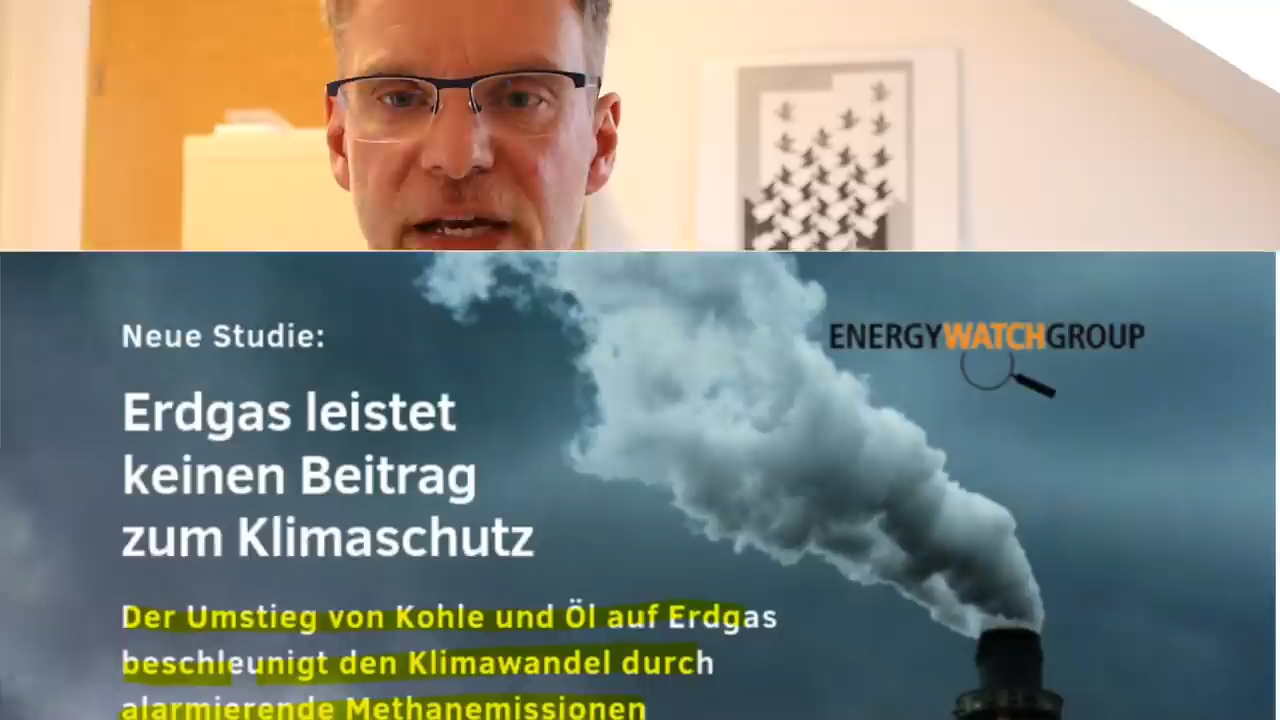 Neue Studie:
ENERGYWATCHGROUP
Erdgas leistet
keinen Beitrag
zum Klimaschutz
Der Umstieg von Kohle und Öl auf Erdgas
beschleunigt den Klimawandel durch
alarmierende Methanemissionen